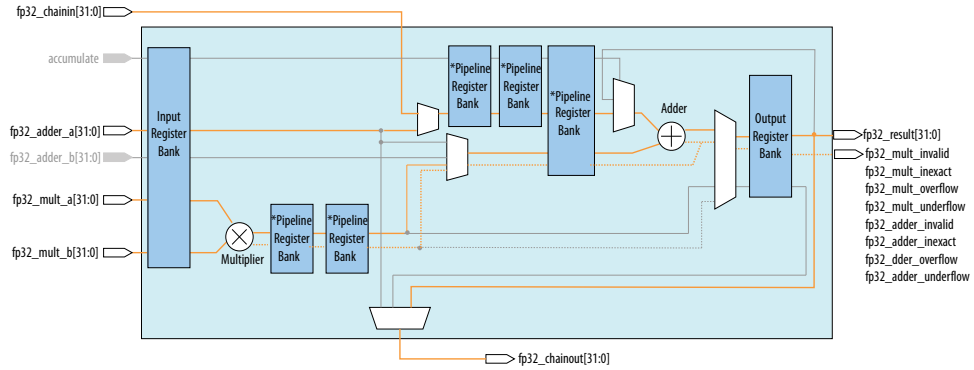 fp32_chainin[31:0]
accumulate
fp32_adder_a[31:0]
fp32_adder_b[31:0]
fp32_mult_a[31:0]
fp32_mult_b[31:0]
Input
Register
Bank
Multiplier
*Pipeline
Register
Bank
*Pipeline
Register
Bank
*Pipeline
Register
Bank
*Pipeline
Register
Bank
*Pipeline
Register
Bank
Adder
Output
Register
Bank
fp32_result[31:0]
fp32_mult_invalid
fp32_mult_inexact
fp32_mult_overflow
fp32_mult_underflow
fp32_adder_invalid
fp32_adder_inexact
fp32_dder_overflow
fp32_adder_underflow
fp32_chainout[31:0]